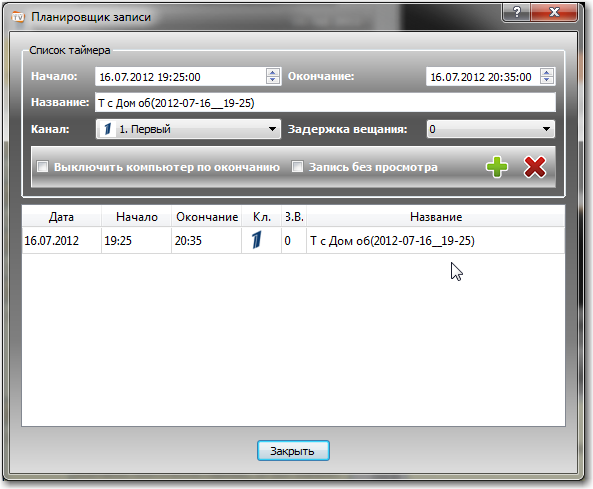 TV Планировщик записи ?
Список таймера
Начало: 16.07.2012 19:25:00 Окончание: 16.07.2012 20:35:00
Название: Т с Дом об(2012-07-16__19-25)
Канал: 1 1. Первый Задержка вещания: 0
Выключить компьютер по окончанию Запись без просмотра
Дата Начало Окончание Кл. З.В. Название
16.07.2012 19:25 20:35 1 0 Т с Дом об(2012-07-16__19-25)
Закрыть